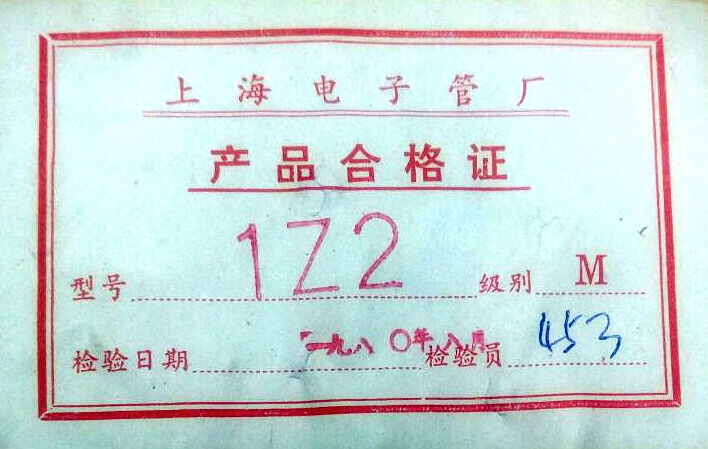 上海电子管厂
产品合格证
型号 1Z2 级别 M
检验日期 一九八〇年八月 检验员 453